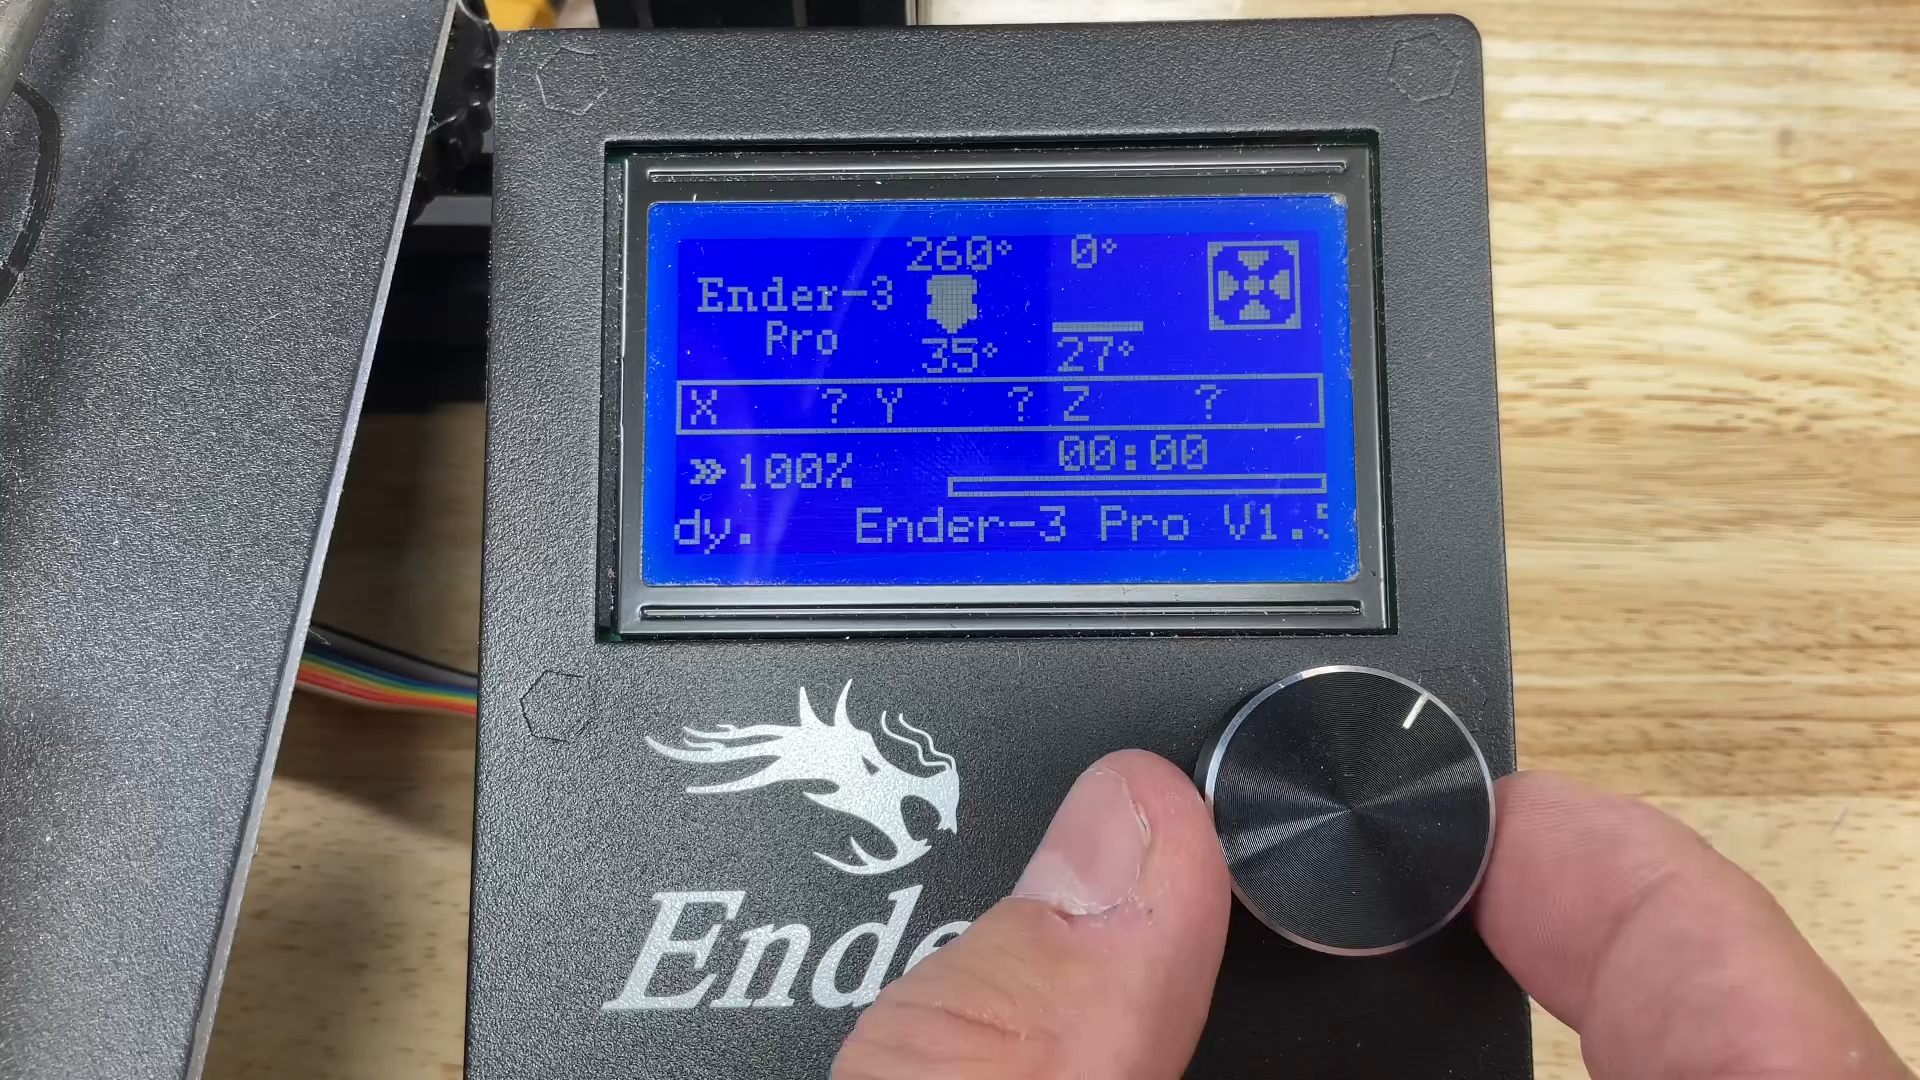 260° 0°
Ender-3
Pro
35° 27°
X ? Y ? Z ?
00:00
»100%
dy. Ender-3 Pro V1.5
Ende